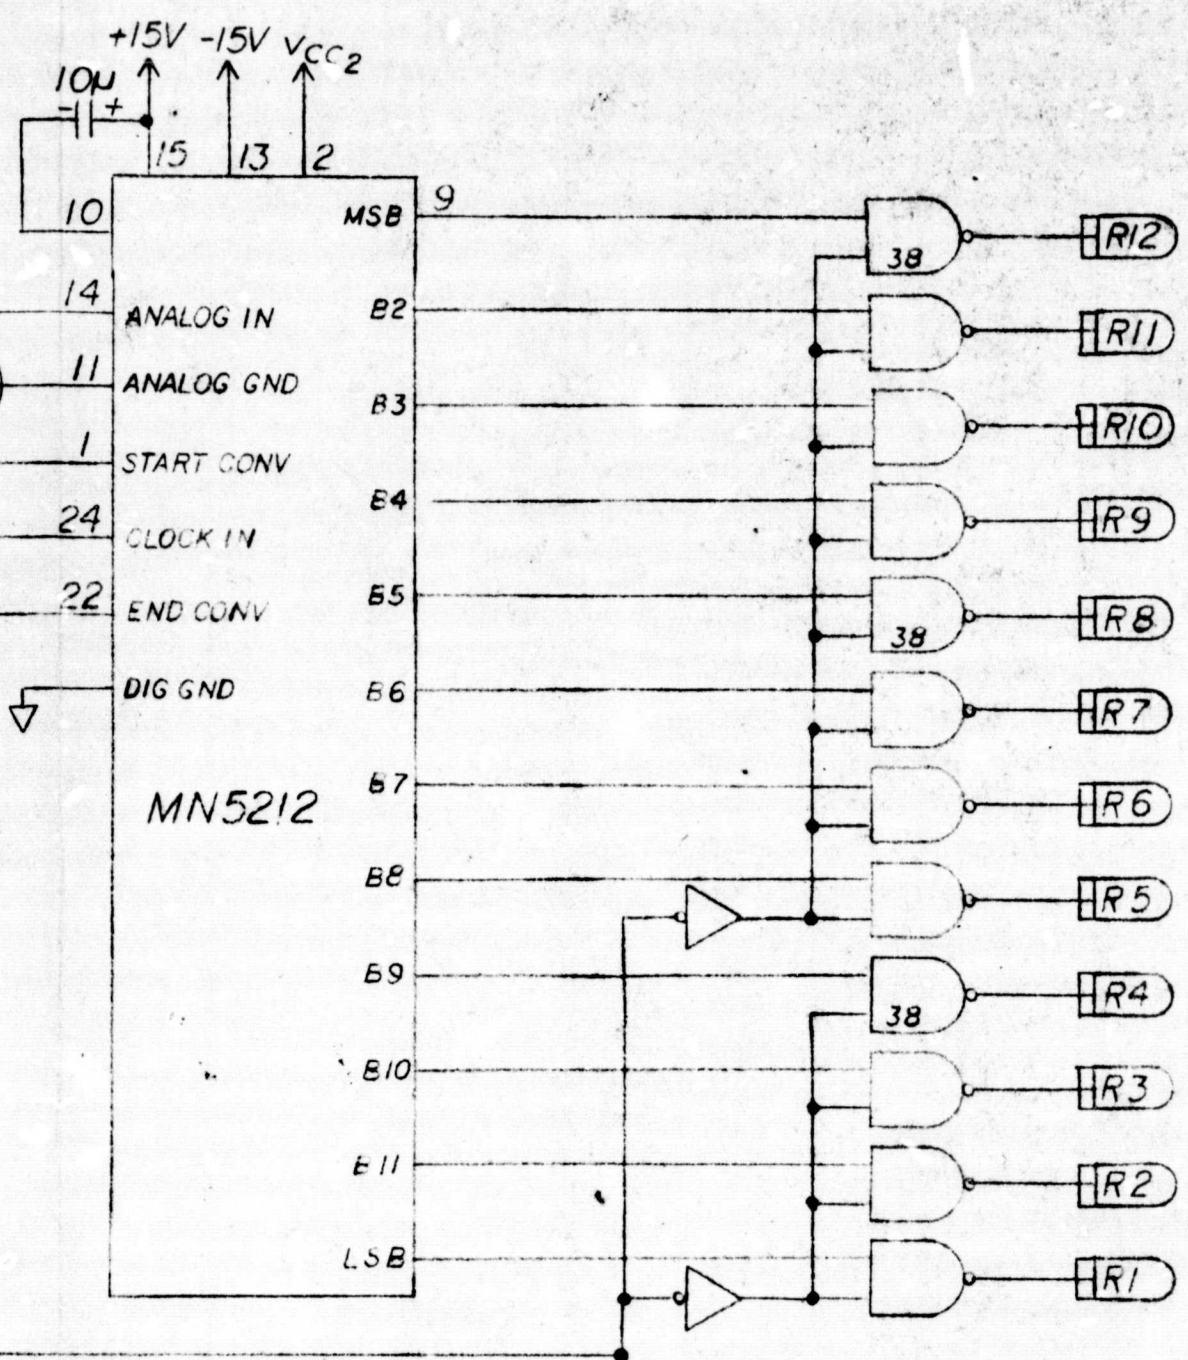 +15V -15V VCC2
10µ
- +
15 13 2
10
MSB 9
38
R12
14
ANALOG IN
B2
R11
11
ANALOG GND
B3
R10
1
START CONV
B4
R9
24
CLOCK IN
B5
38
R8
22
END CONV
DIG GND
B6
R7
MN5212
B7
R6
B8
R5
B9
38
R4
B10
R3
B11
R2
LSB
R1